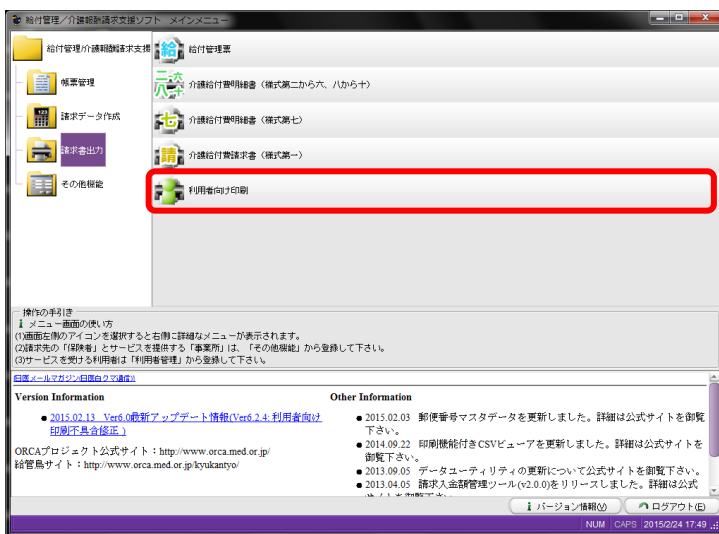 給付管理／介護報酬請求支援ソフト メインメニュー
給付管理/介護報酬請求支援
帳票管理
請求データ作成
請求書出力
その他機能
給付管理票
介護給付費明細書（様式第二から六、八から十）
介護給付費明細書（様式第七）
介護給付費請求書（様式第一）
利用者向け印刷
操作の手引き
メニュー画面の使い方
(1)画面左側のアイコンを選択すると右側に詳細なメニューが表示されます。
(2)請求先の「保険者」とサービスを提供する「事業所」は、「その他機能」から登録して下さい。
(3)サービスを受ける利用者は「利用者管理」から登録して下さい。
日医メールマガジン(日医白クマ通信)
Version Information
● 2015.02.13 Ver6.0最新アップデート情報(Ver6.2.4: 利用者向け
印刷不具合修正 )
ORCAプロジェクト公式サイト：http://www.orca.med.or.jp/
給管鳥サイト：http://www.orca.med.or.jp/kyukantyo/
Other Information
● 2015.02.03 郵便番号マスタデータを更新しました。詳細は公式サイトを御覧
下さい。
● 2014.09.22 印刷機能付きCSVビューアを更新しました。詳細は公式サイトを
御覧下さい。
● 2013.09.05 データユーティリティの更新について公式サイトを御覧下さい。
● 2013.04.05 請求入金額管理ツール(v2.0.0)をリリースしました。詳細は公式
バージョン情報(V)
ログアウト(E)
NUM CAPS 2015/2/24 17:49